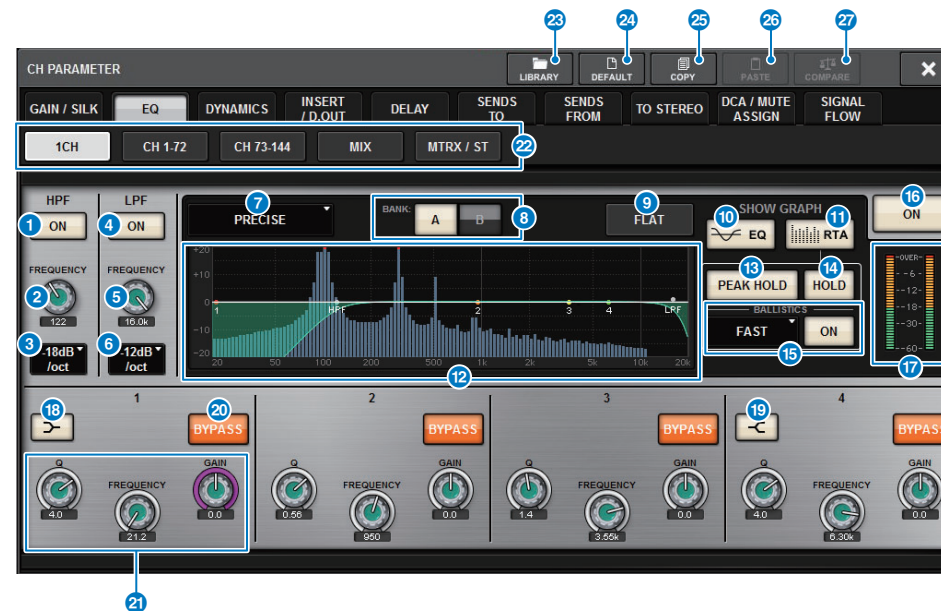 23 24 25 26 27
CH PARAMETER
LIBRARY DEFAULT COPY PASTE COMPARE
GAIN / SILK EQ DYNAMICS INSERT / D.OUT DELAY SENDS TO SENDS FROM TO STEREO DCA / MUTE ASSIGN SIGNAL FLOW
1CH CH 1-72 CH 73-144 MIX MTRX / ST 22
HPF LPF 7 8 9 SHOW GRAPH 16
1 ON 4 ON PRECISE BANK: A B FLAT 10 EQ 11 RTA ON
FREQUENCY FREQUENCY
2 5
122 16.0k
3 -18dB /oct 6 -12dB /oct
+20
+10
0
-10
-20
1 HPF 2 3 4 LPF
20 50 100 200 500 1k 2k 5k 10k 20k
12
13 PEAK HOLD 14 HOLD
BALLISTICS
FAST ON
15
-OVER-
--6-
--12-
--18-
--30-
--60-
17
18 1 20 BYPASS
Q FREQUENCY GAIN
4.0 21.2 0.0
21
2 BYPASS
Q FREQUENCY GAIN
0.56 950 0.0
3 BYPASS
Q FREQUENCY GAIN
1.4 3.55k 0.0
19 4 BYPASS
Q FREQUENCY GAIN
4.0 6.30k 0.0